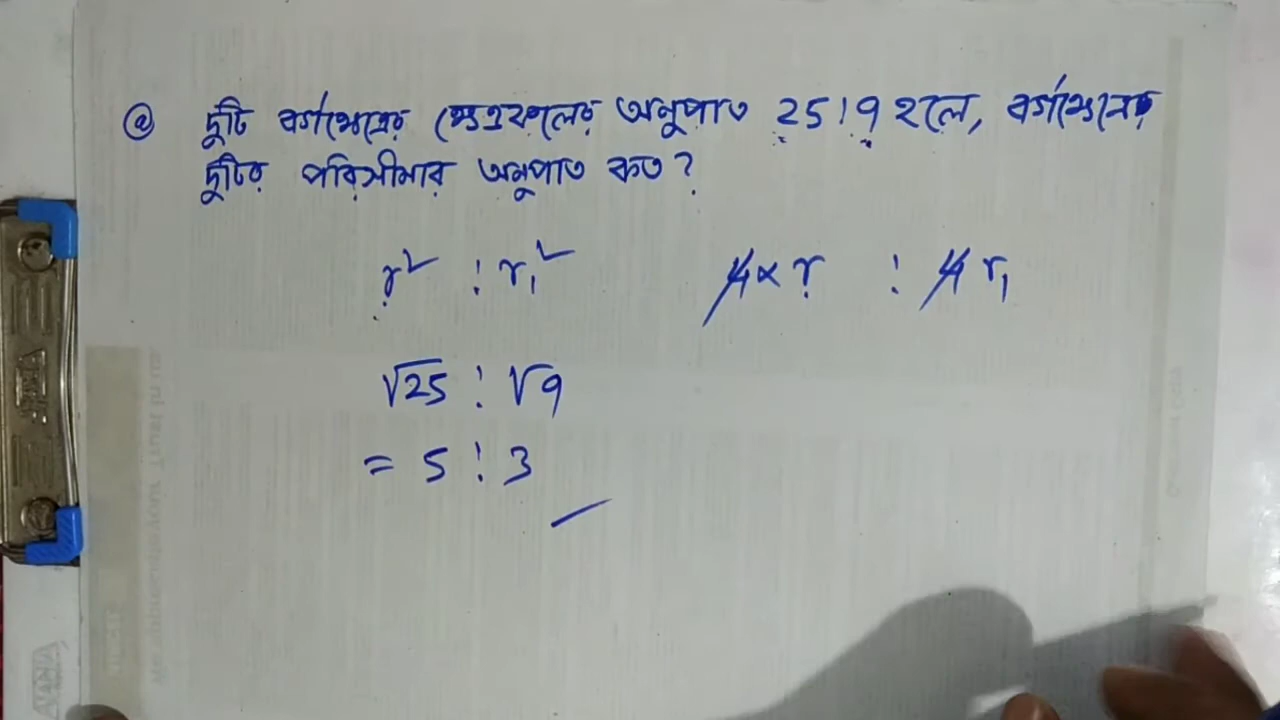 @ দুটি বর্গক্ষেত্রের ক্ষেত্রফলের অনুপাত 25:9 হলে, বর্গক্ষেত্রে
দুটির পরিসীমার অনুপাত কত?
r² : r₁² 4×r : 4r₁
√25 : √9
= 5 : 3